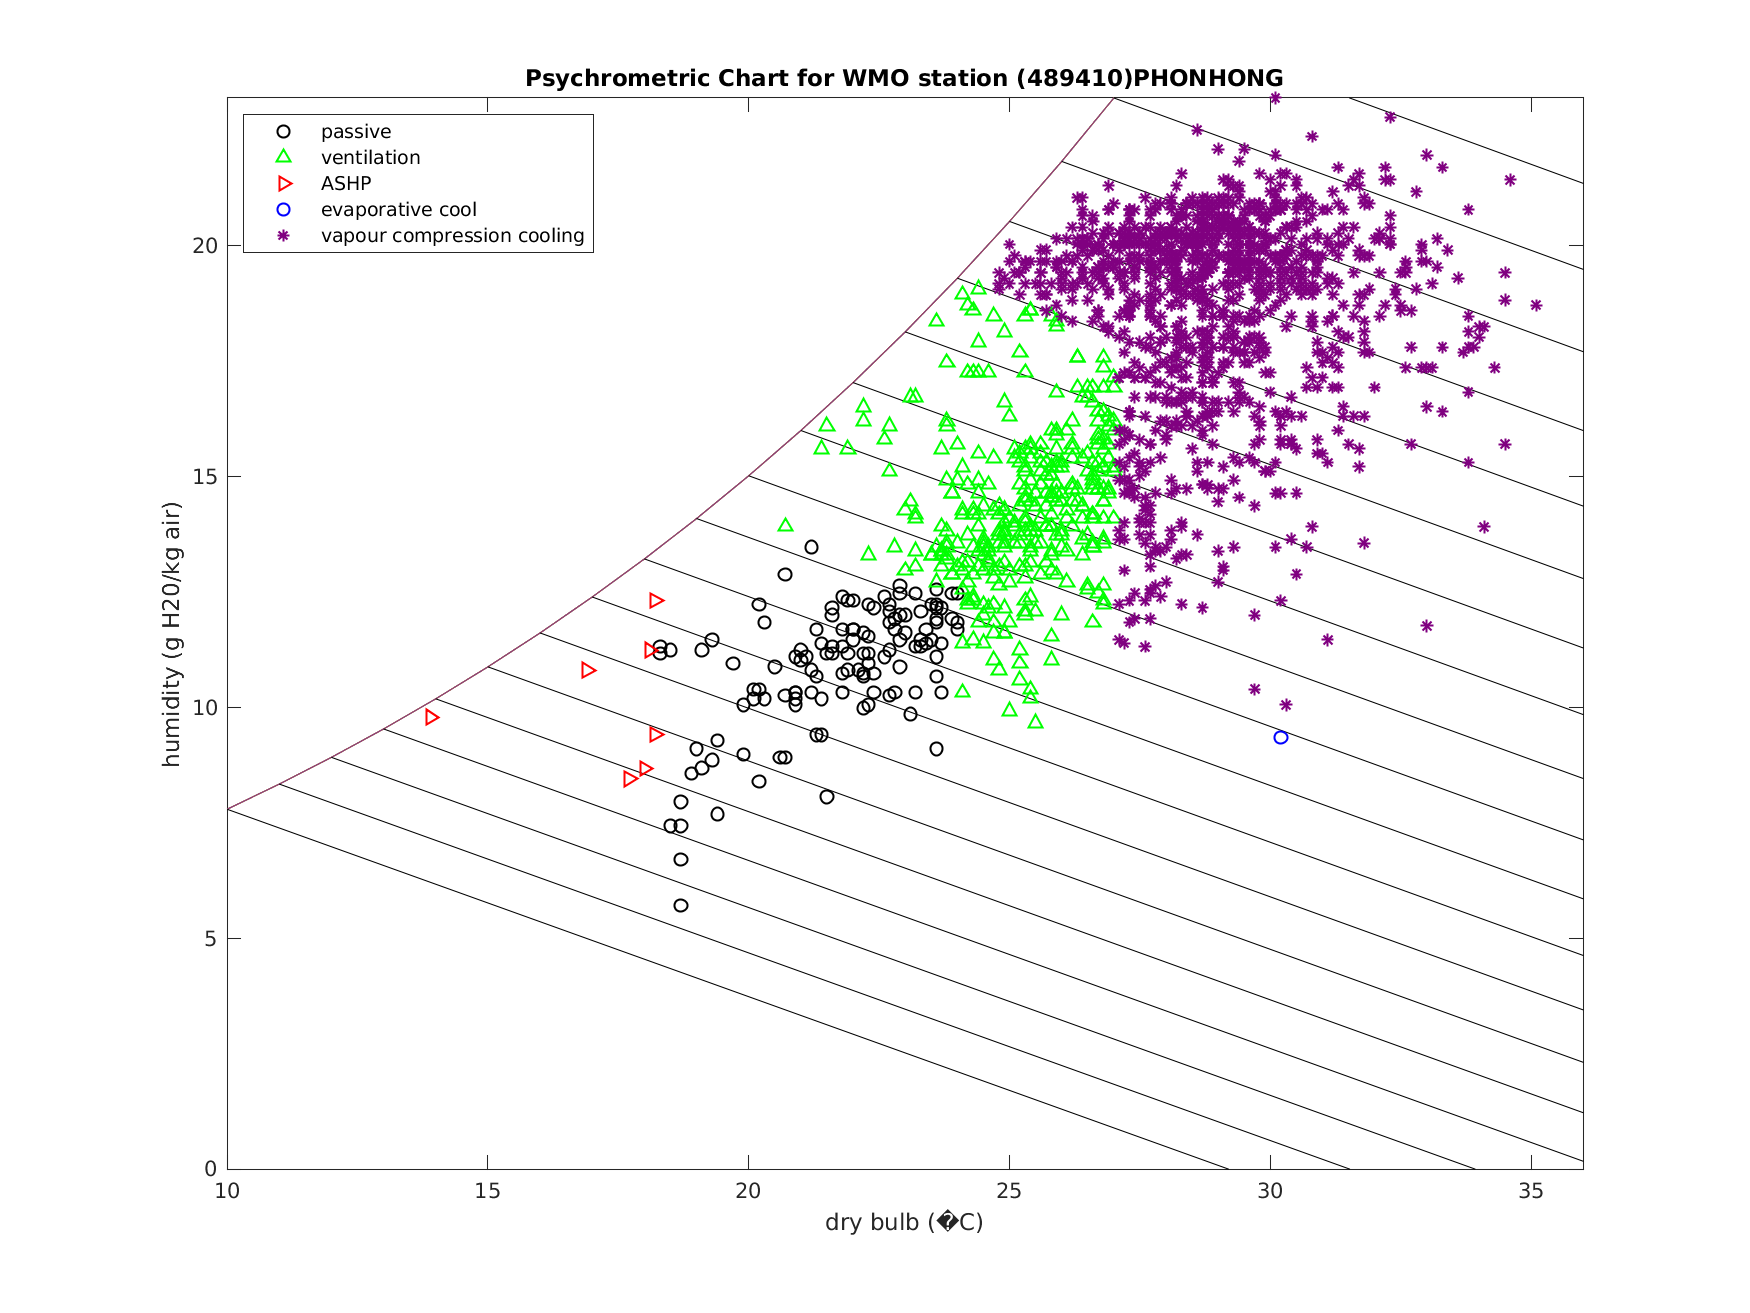 Psychrometric Chart for WMO station (489410)PHONHONG
passive
ventilation
ASHP
evaporative cool
vapour compression cooling
humidity (g H20/kg air)
20
15
10
5
0
10 15 20 25 30 35
dry bulb (�C)